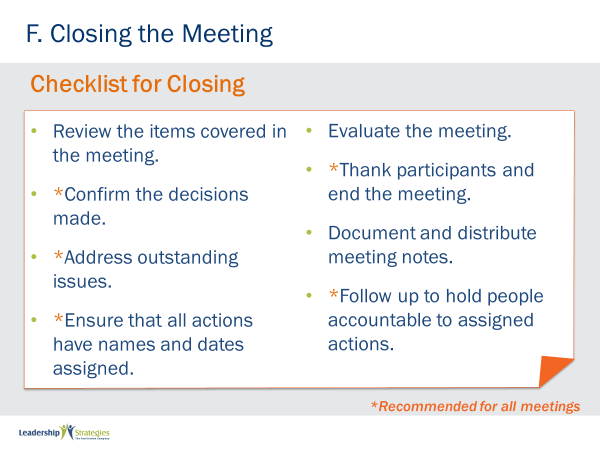 F. Closing the Meeting
Checklist for Closing
• Review the items covered in
the meeting.
• *Confirm the decisions
made.
• *Address outstanding
issues.
• *Ensure that all actions
have names and dates
assigned.
• Evaluate the meeting.
• *Thank participants and
end the meeting.
• Document and distribute
meeting notes.
• *Follow up to hold people
accountable to assigned
actions.
*Recommended for all meetings
Leadership Strategies
The Facilitation Company